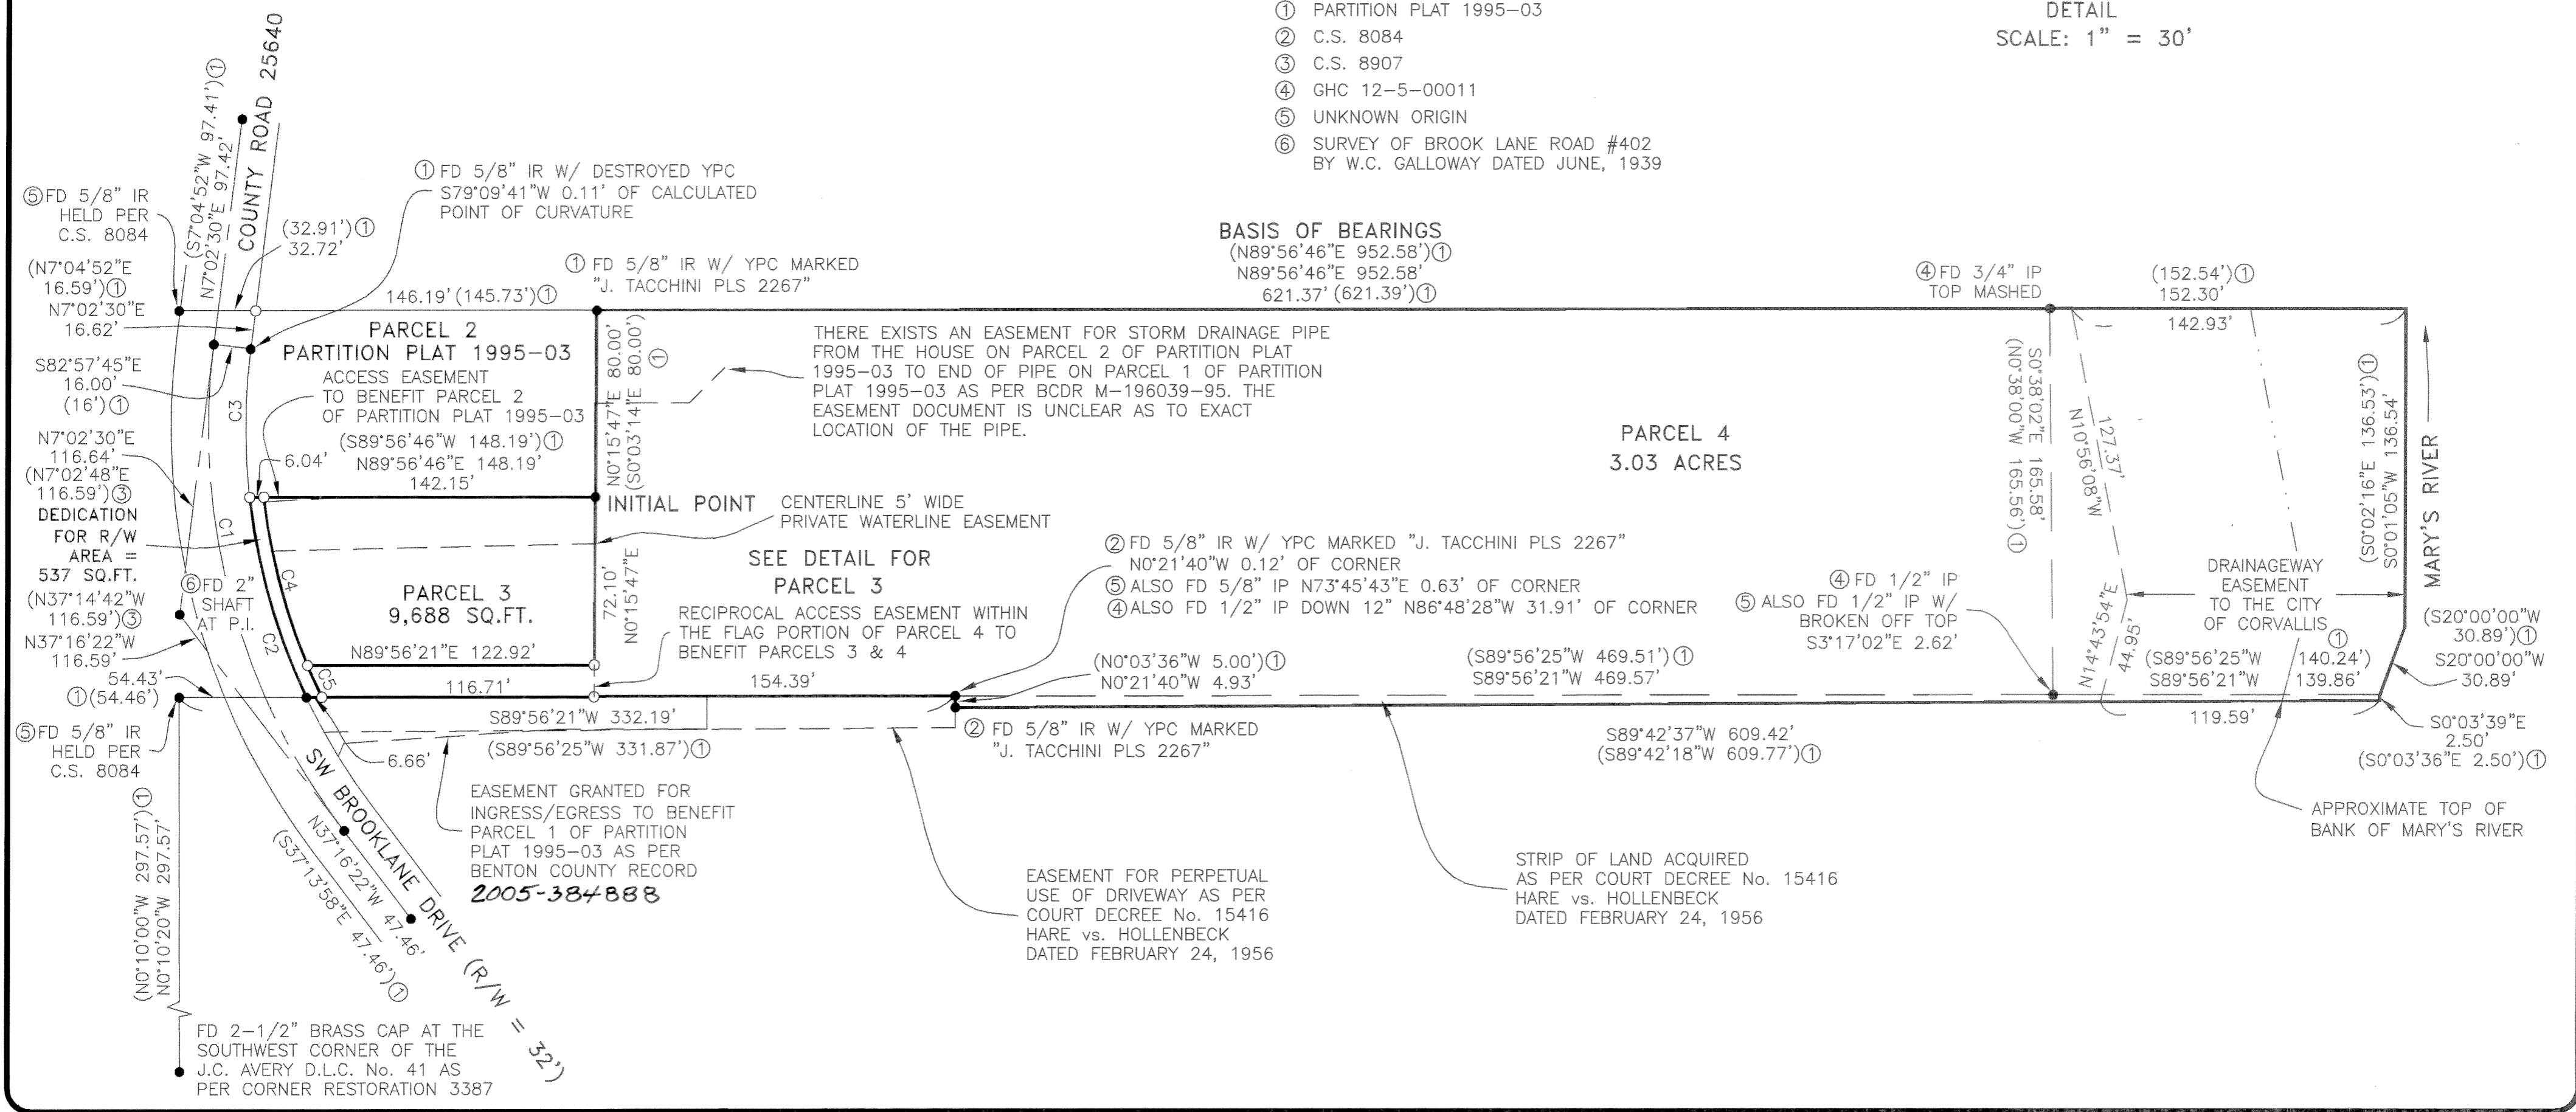 ① PARTITION PLAT 1995-03
② C.S. 8084
③ C.S. 8907
④ GHC 12-5-00011
⑤ UNKNOWN ORIGIN
⑥ SURVEY OF BROOK LANE ROAD #402
BY W.C. GALLOWAY DATED JUNE, 1939
DETAIL
SCALE: 1" = 30'
COUNTY ROAD 25640
(S7°04'52"W 97.41')①
N7°02'30"E 97.42'
⑤FD 5/8" IR
HELD PER
C.S. 8084
(32.91')①
32.72'
① FD 5/8" IR W/ DESTROYED YPC
S79°09'41"W 0.11' OF CALCULATED
POINT OF CURVATURE
(N7°04'52"E
16.59')①
N7°02'30"E
16.62'
S82°57'45"E
16.00'
(16')①
N7°02'30"E
116.64'
(N7°02'48"E
116.59')③
DEDICATION
FOR R/W
AREA =
537 SQ.FT.
(N37°14'42"W
116.59')③
N37°16'22"W
116.59'
54.43'
①(54.46')
⑤FD 5/8" IR
HELD PER
C.S. 8084
⑥FD 2"
SHAFT
AT P.I.
C1
C2
C3
C4
C5
① FD 5/8" IR W/ YPC MARKED
"J. TACCHINI PLS 2267"
146.19' (145.73')①
BASIS OF BEARINGS
(N89°56'46"E 952.58')①
N89°56'46"E 952.58'
621.37' (621.39')①
④FD 3/4" IP
TOP MASHED
(152.54')①
152.30'
142.93'
PARCEL 2
PARTITION PLAT 1995-03
ACCESS EASEMENT
TO BENEFIT PARCEL 2
OF PARTITION PLAT 1995-03
(S89°56'46"W 148.19')①
N89°56'46"E 148.19'
142.15'
6.04'
N0°15'47"E 80.00'
(S0°03'14"E 80.00')
①
THERE EXISTS AN EASEMENT FOR STORM DRAINAGE PIPE
FROM THE HOUSE ON PARCEL 2 OF PARTITION PLAT
1995-03 TO END OF PIPE ON PARCEL 1 OF PARTITION
PLAT 1995-03 AS PER BCDR M-196039-95. THE
EASEMENT DOCUMENT IS UNCLEAR AS TO EXACT
LOCATION OF THE PIPE.
PARCEL 4
3.03 ACRES
S0°38'02"E 165.58'
(N0°38'00"W 165.56')①
127.37'
N10°56'08"W
(S0°02'16"E 136.53')①
S0°01'05"W 136.54'
MARY'S RIVER
INITIAL POINT
CENTERLINE 5' WIDE
PRIVATE WATERLINE EASEMENT
SEE DETAIL FOR
PARCEL 3
PARCEL 3
9,688 SQ.FT.
72.10'
N0°15'47"E
RECIPROCAL ACCESS EASEMENT WITHIN
THE FLAG PORTION OF PARCEL 4 TO
BENEFIT PARCELS 3 & 4
N89°56'21"E 122.92'
116.71'
154.39'
② FD 5/8" IR W/ YPC MARKED "J. TACCHINI PLS 2267"
N0°21'40"W 0.12' OF CORNER
⑤ ALSO FD 5/8" IP N73°45'43"E 0.63' OF CORNER
④ALSO FD 1/2" IP DOWN 12" N86°48'28"W 31.91' OF CORNER
(N0°03'36"W 5.00')①
N0°21'40"W 4.93'
(S89°56'25"W 469.51')①
S89°56'21"W 469.57'
④FD 1/2" IP
⑤ ALSO FD 1/2" IP W/
BROKEN OFF TOP
S3°17'02"E 2.62'
N14°43'54"E
44.95'
DRAINAGEWAY
EASEMENT
TO THE CITY
OF CORVALLIS
①
(S89°56'25"W 140.24')
S89°56'21"W 139.86'
119.59'
(S20°00'00"W
30.89')①
S20°00'00"W
30.89'
S0°03'39"E
2.50'
(S0°03'36"E 2.50')①
S89°56'21"W 332.19'
(S89°56'25"W 331.87')①
6.66'
② FD 5/8" IR W/ YPC MARKED
"J. TACCHINI PLS 2267"
S89°42'37"W 609.42'
(S89°42'18"W 609.77')①
APPROXIMATE TOP OF
BANK OF MARY'S RIVER
EASEMENT GRANTED FOR
INGRESS/EGRESS TO BENEFIT
PARCEL 1 OF PARTITION
PLAT 1995-03 AS PER
BENTON COUNTY RECORD
2005-384888
EASEMENT FOR PERPETUAL
USE OF DRIVEWAY AS PER
COURT DECREE No. 15416
HARE vs. HOLLENBECK
DATED FEBRUARY 24, 1956
STRIP OF LAND ACQUIRED
AS PER COURT DECREE No. 15416
HARE vs. HOLLENBECK
DATED FEBRUARY 24, 1956
SW BROOKLANE DRIVE (R/W = 32')
N37°16'22"W 47.46'
(S37°13'58"E 47.46')①
(N0°10'00"W 297.57')①
N0°10'20"W 297.57'
FD 2-1/2" BRASS CAP AT THE
SOUTHWEST CORNER OF THE
J.C. AVERY D.L.C. No. 41 AS
PER CORNER RESTORATION 3387